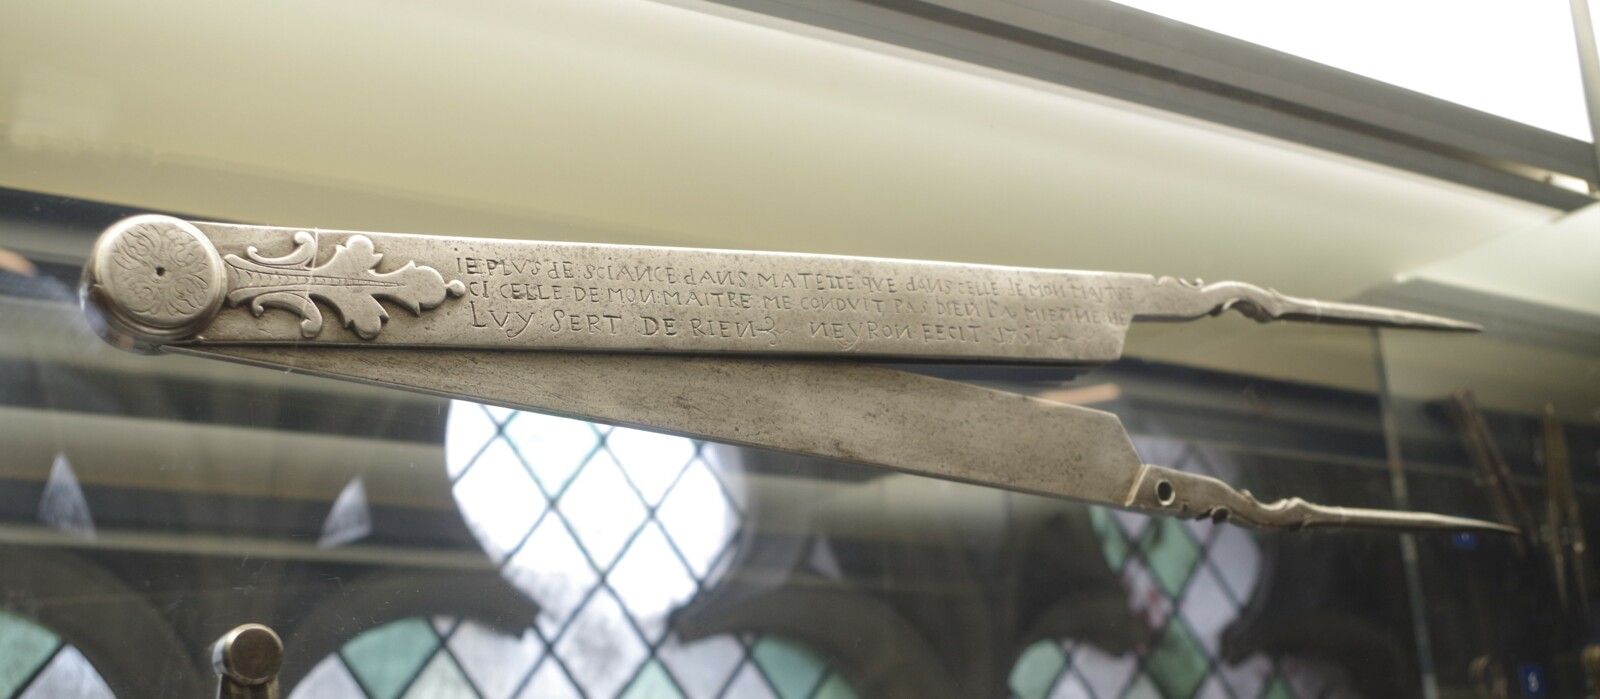 IE PLVS DE SCIANCE dANS MA TETTE QVE dANS CELLE dE MON MAITRE
CI CELLE DE MON MAITRE ME CONDVIT PAS BIEN LA MIENNE NE
LVY SERT DE RIEN NEYRON FECIT 1751